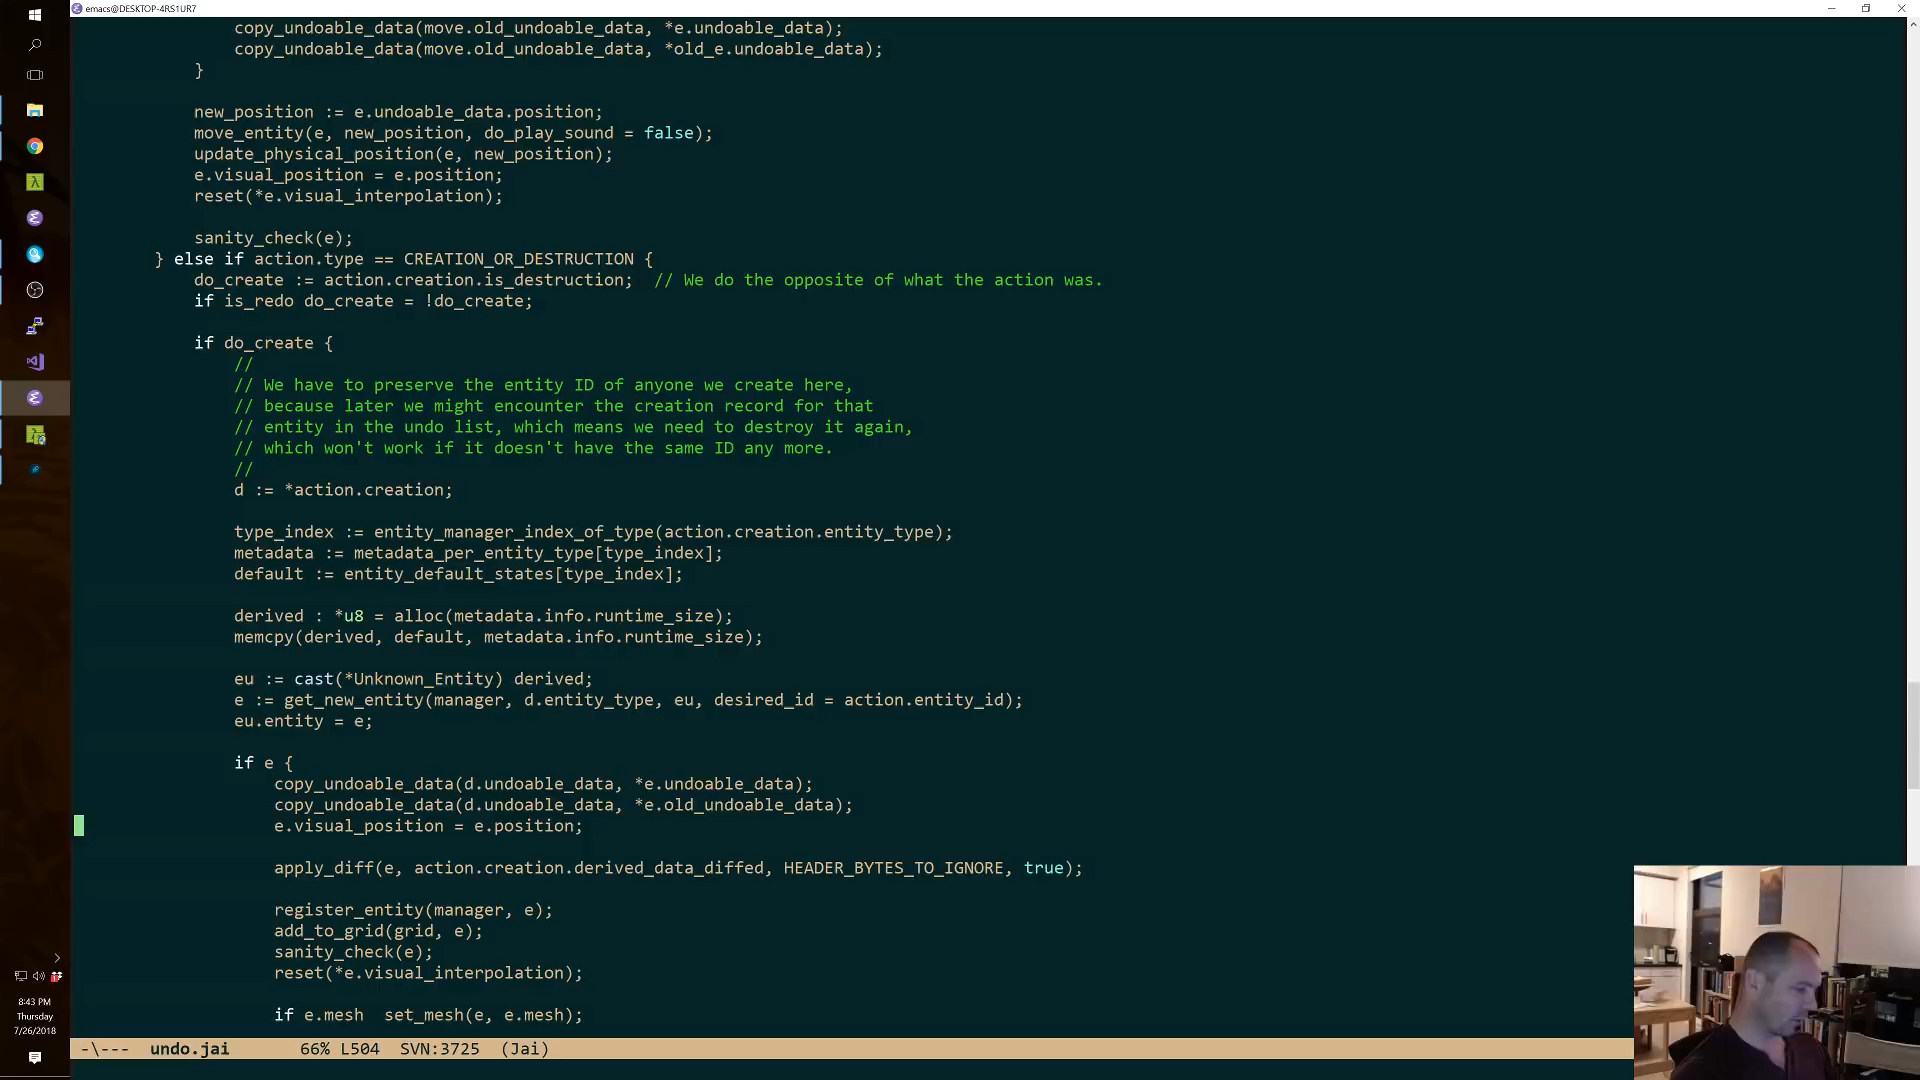 emacs@DESKTOP-4RS1UR7
copy_undoable_data(move.old_undoable_data, *e.undoable_data);
copy_undoable_data(move.old_undoable_data, *old_e.undoable_data);
}
new_position := e.undoable_data.position;
move_entity(e, new_position, do_play_sound = false);
update_physical_position(e, new_position);
e.visual_position = e.position;
reset(*e.visual_interpolation);
sanity_check(e);
} else if action.type == CREATION_OR_DESTRUCTION {
do_create := action.creation.is_destruction;  // We do the opposite of what the action was.
if is_redo do_create = !do_create;
if do_create {
//
// We have to preserve the entity ID of anyone we create here,
// because later we might encounter the creation record for that
// entity in the undo list, which means we need to destroy it again,
// which won't work if it doesn't have the same ID any more.
//
d := *action.creation;
type_index := entity_manager_index_of_type(action.creation.entity_type);
metadata := metadata_per_entity_type[type_index];
default := entity_default_states[type_index];
derived : *u8 = alloc(metadata.info.runtime_size);
memcpy(derived, default, metadata.info.runtime_size);
eu := cast(*Unknown_Entity) derived;
e := get_new_entity(manager, d.entity_type, eu, desired_id = action.entity_id);
eu.entity = e;
if e {
copy_undoable_data(d.undoable_data, *e.undoable_data);
copy_undoable_data(d.undoable_data, *e.old_undoable_data);
e.visual_position = e.position;
apply_diff(e, action.creation.derived_data_diffed, HEADER_BYTES_TO_IGNORE, true);
register_entity(manager, e);
add_to_grid(grid, e);
sanity_check(e);
reset(*e.visual_interpolation);
if e.mesh  set_mesh(e, e.mesh);
-\---  undo.jai  66% L504  SVN:3725  (Jai)
8:43 PM
Thursday
7/26/2018